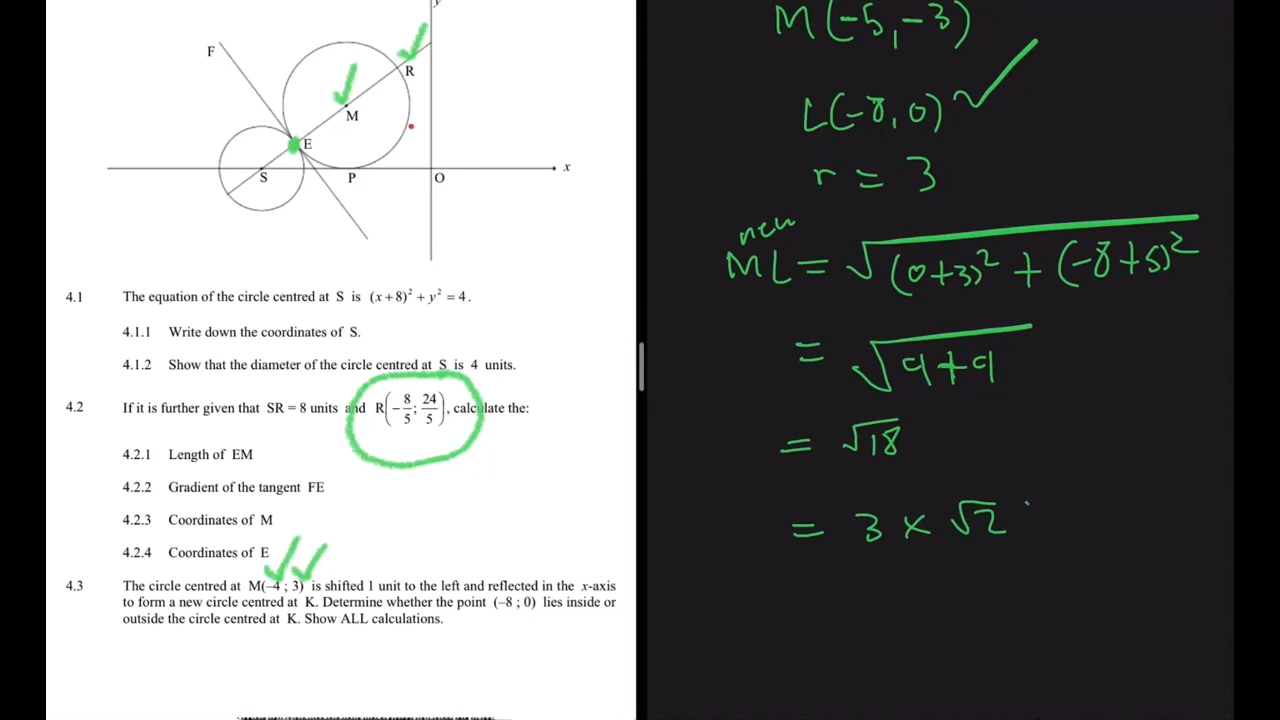 y
F
R
M
E
S
P
O
x
4.1 The equation of the circle centred at S is (x+8)² + y² = 4.
4.1.1 Write down the coordinates of S.
4.1.2 Show that the diameter of the circle centred at S is 4 units.
4.2 If it is further given that SR = 8 units and R(−8/5 ; 24/5), calculate the:
4.2.1 Length of EM
4.2.2 Gradient of the tangent FE
4.2.3 Coordinates of M
4.2.4 Coordinates of E
4.3 The circle centred at M(−4 ; 3) is shifted 1 unit to the left and reflected in the x-axis
to form a new circle centred at K. Determine whether the point (−8 ; 0) lies inside or
outside the circle centred at K. Show ALL calculations.
M(-5,-3)
L(-8,0)
r = 3
new
ML = √(0+3)² + (-8+5)²
= √9+9
= √18
= 3 × √2